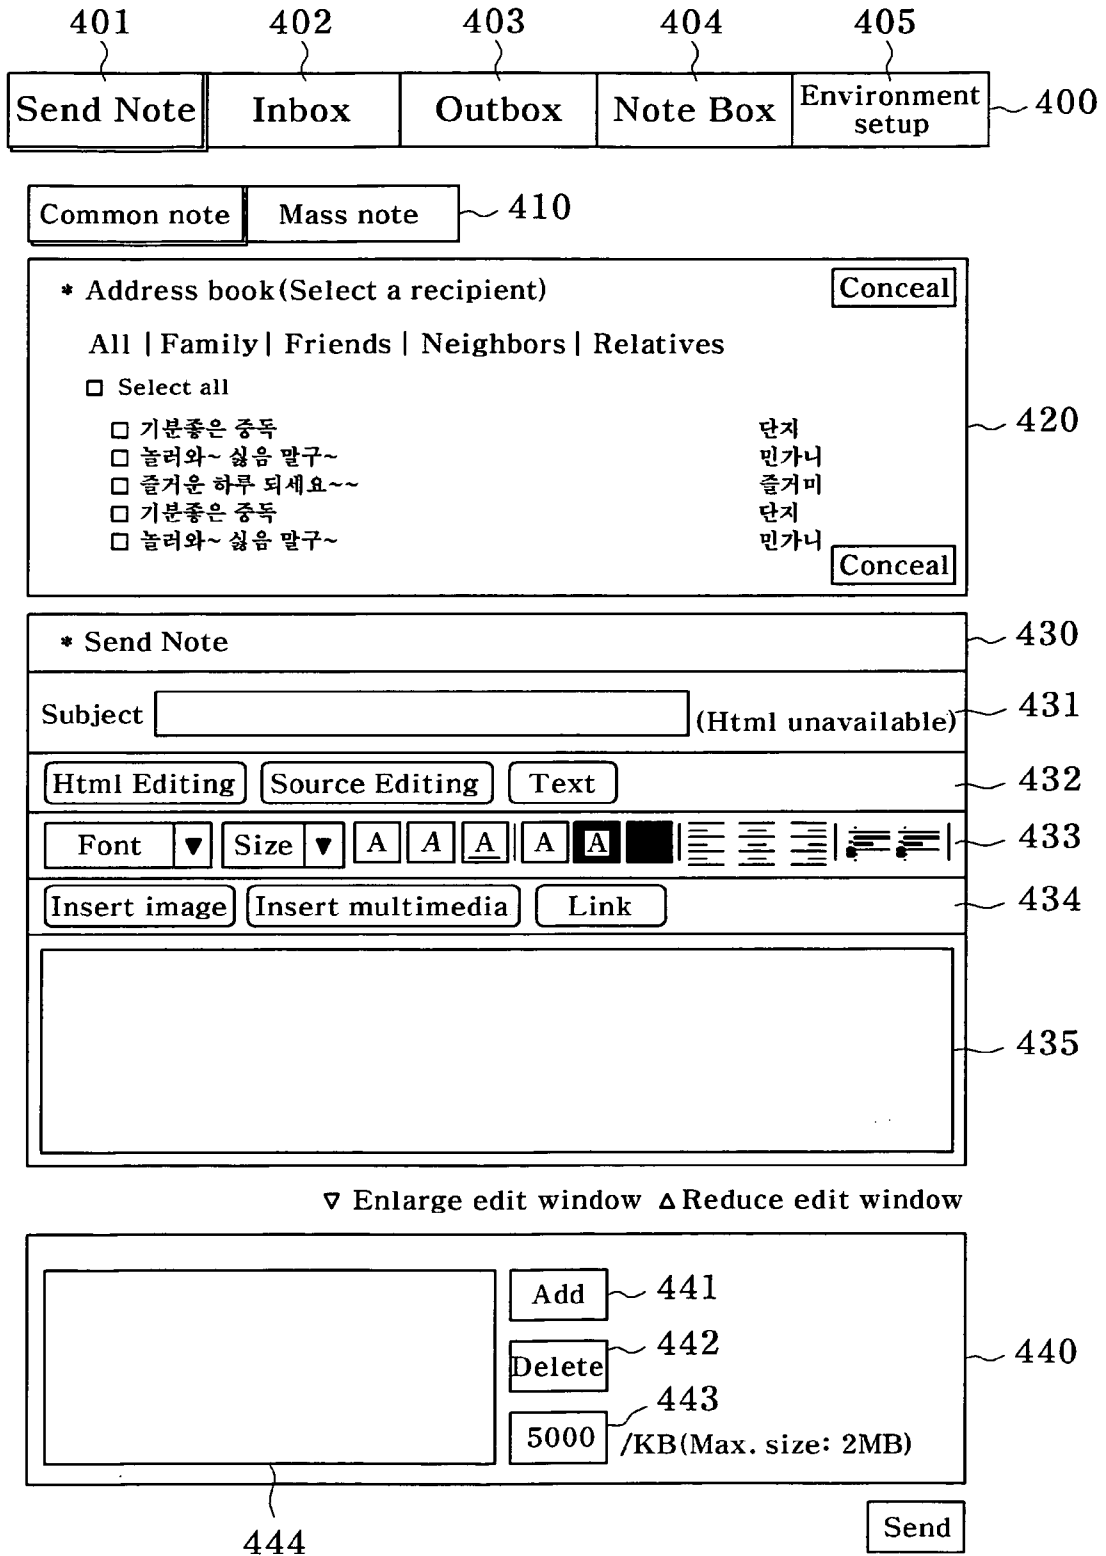 401 402 403 404 405
Send Note Inbox Outbox Note Box Environment setup 400
Common note Mass note 410
* Address book(Select a recipient) Conceal
All | Family | Friends | Neighbors | Relatives
Select all
기분좋은 중독 단지 420
놀러와~ 싫음 말구~ 민가니
즐거운 하루 되세요~~ 즐거미
기분좋은 중독 단지
놀러와~ 싫음 말구~ 민가니
Conceal
* Send Note 430
Subject (Html unavailable) 431
Html Editing Source Editing Text 432
Font ▼ Size ▼ A A A A A 433
Insert image Insert multimedia Link 434
435
▽ Enlarge edit window △ Reduce edit window
Add 441
Delete 442
440
443
5000 /KB(Max. size: 2MB)
444
Send